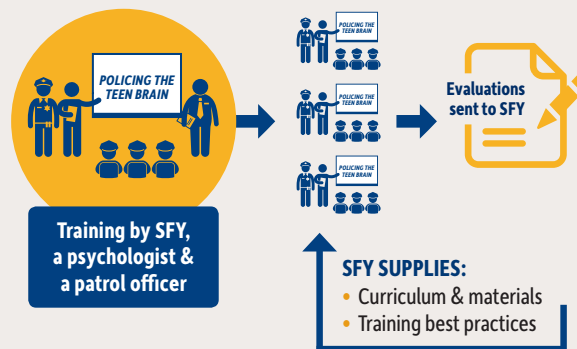 POLICING THE
TEEN BRAIN
Training by SFY,
a psychologist &
a patrol officer
POLICING THE
TEEN BRAIN
POLICING THE
TEEN BRAIN
POLICING THE
TEEN BRAIN
Evaluations
sent to SFY
SFY SUPPLIES:
• Curriculum & materials
• Training best practices